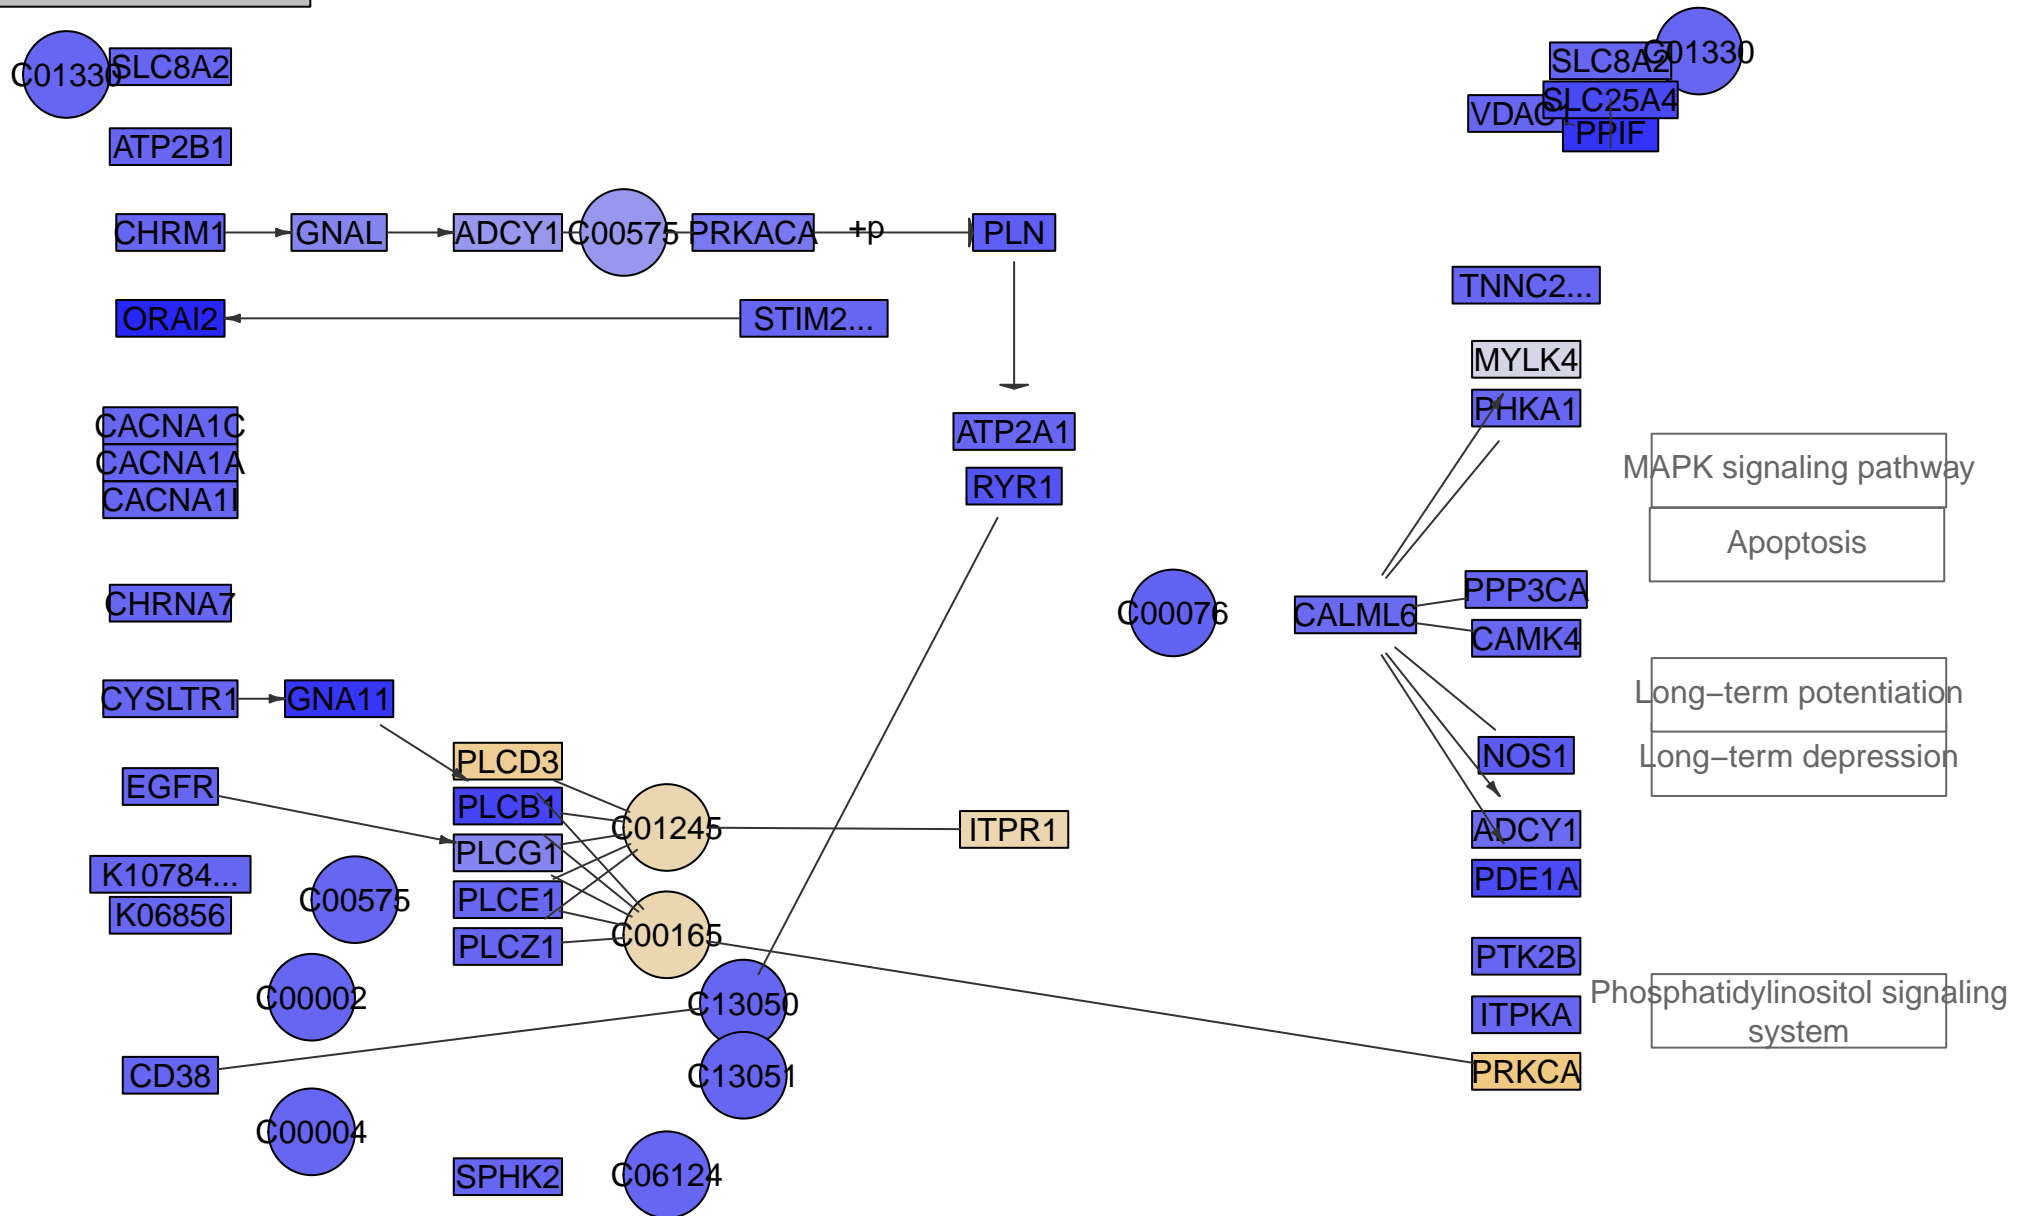 C01330
SLC8A2
SLC8A2
C01330
SLC25A4
VDAC1
PPIF
ATP2B1
CHRM1
GNAL
ADCY1
C00575
PRKACA
+p
PLN
TNNC2...
ORAI2
STIM2...
MYLK4
PHKA1
CACNA1C
CACNA1A
CACNA1I
ATP2A1
RYR1
MAPK signaling pathway
Apoptosis
CHRNA7
C00076
CALML6
PPP3CA
CAMK4
CYSLTR1
GNA11
Long−term potentiation
Long−term depression
NOS1
PLCD3
EGFR
PLCB1
C01245
ITPR1
ADCY1
PLCG1
K10784...
C00575
PLCE1
PDE1A
K06856
C00165
PLCZ1
PTK2B
C00002
C13050
ITPKA
Phosphatidylinositol signaling
system
CD38
C13051
PRKCA
C00004
SPHK2
C06124